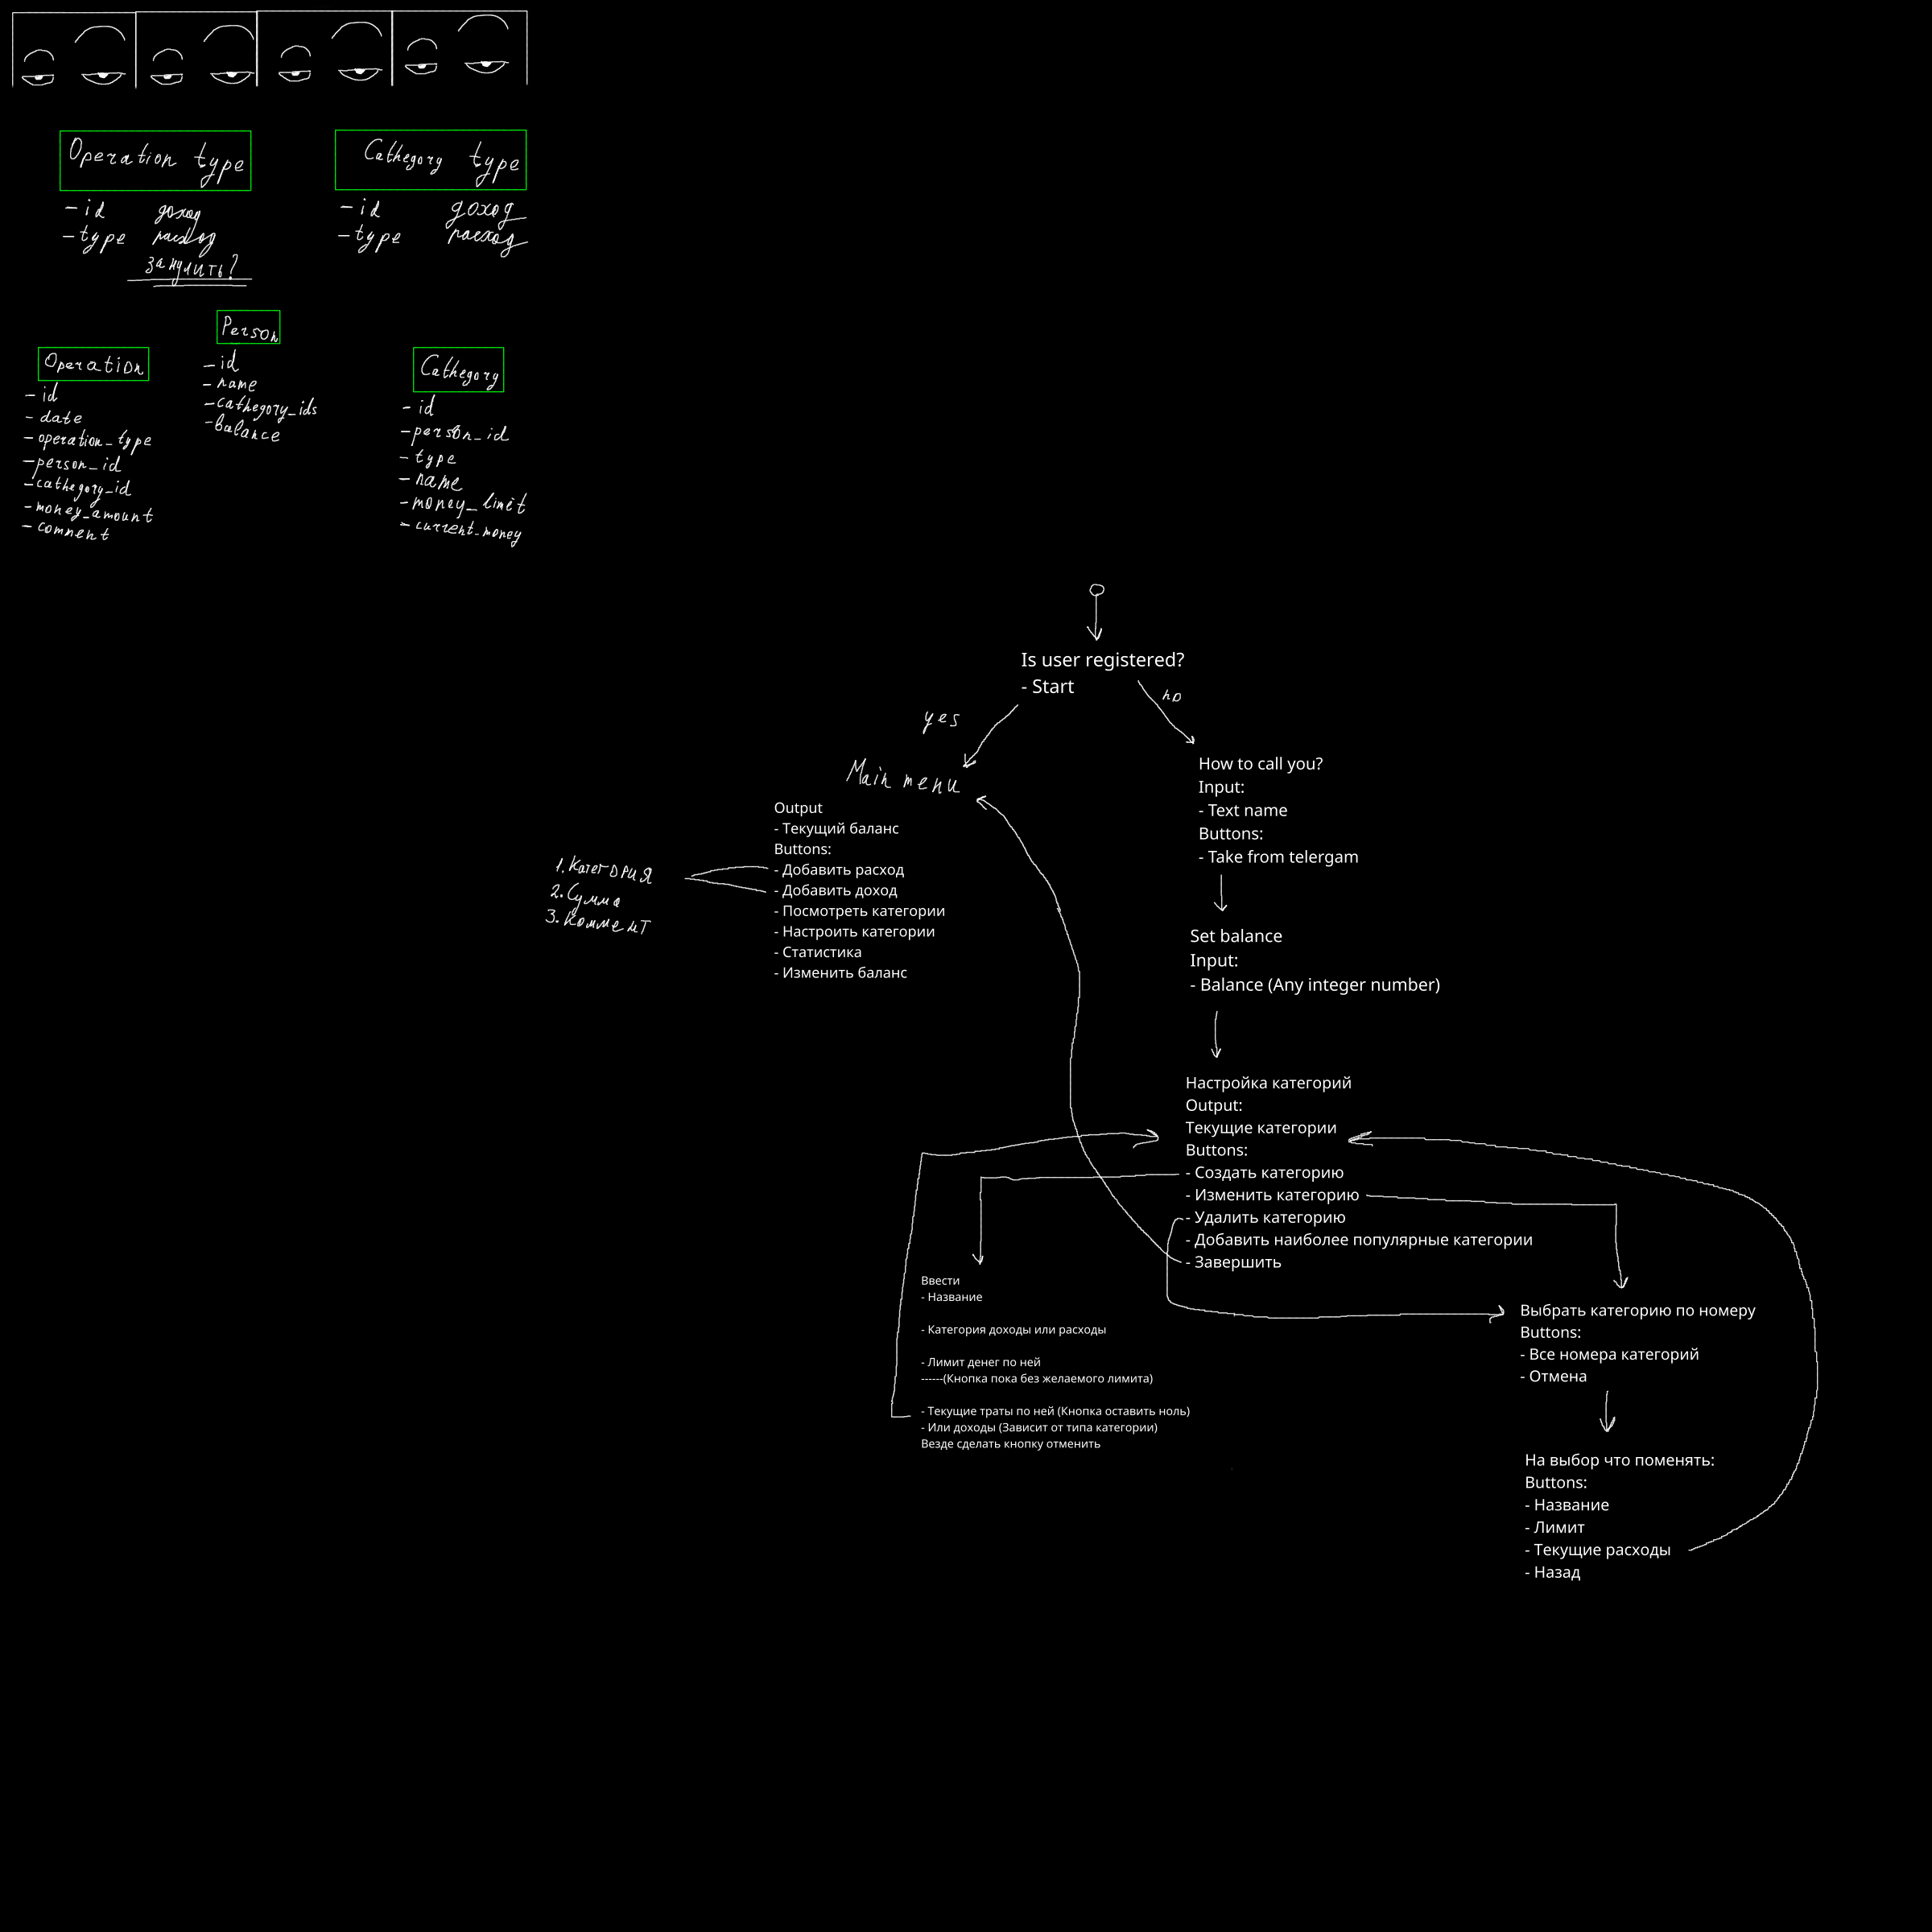 Operation type
- id доход
- type расход
занулить?
Cathegory type
- id доход
- type расход
Operation
- id
- date
- operation_type
- person_id
- cathegory_id
- money_amount
- comment
Person
- id
- name
- cathegory_ids
- balance
Cathegory
- id
- person_id
- type
- name
- money_limit
- current_money
Is user registered?
- Start
yes
no
Main menu
Output
- Текущий баланс
Buttons:
- Добавить расход
- Добавить доход
- Посмотреть категории
- Настроить категории
- Статистика
- Изменить баланс
1. Категория
2. Сумма
3. Коммент
How to call you?
Input:
- Text name
Buttons:
- Take from telergam
Set balance
Input:
- Balance (Any integer number)
Настройка категорий
Output:
Текущие категории
Buttons:
- Создать категорию
- Изменить категорию
- Удалить категорию
- Добавить наиболее популярные категории
- Завершить
Ввести
- Название
- Категория доходы или расходы
- Лимит денег по ней
------(Кнопка пока без желаемого лимита)
- Текущие траты по ней (Кнопка оставить ноль)
- Или доходы (Зависит от типа категории)
Везде сделать кнопку отменить
Выбрать категорию по номеру
Buttons:
- Все номера категорий
- Отмена
На выбор что поменять:
Buttons:
- Название
- Лимит
- Текущие расходы
- Назад